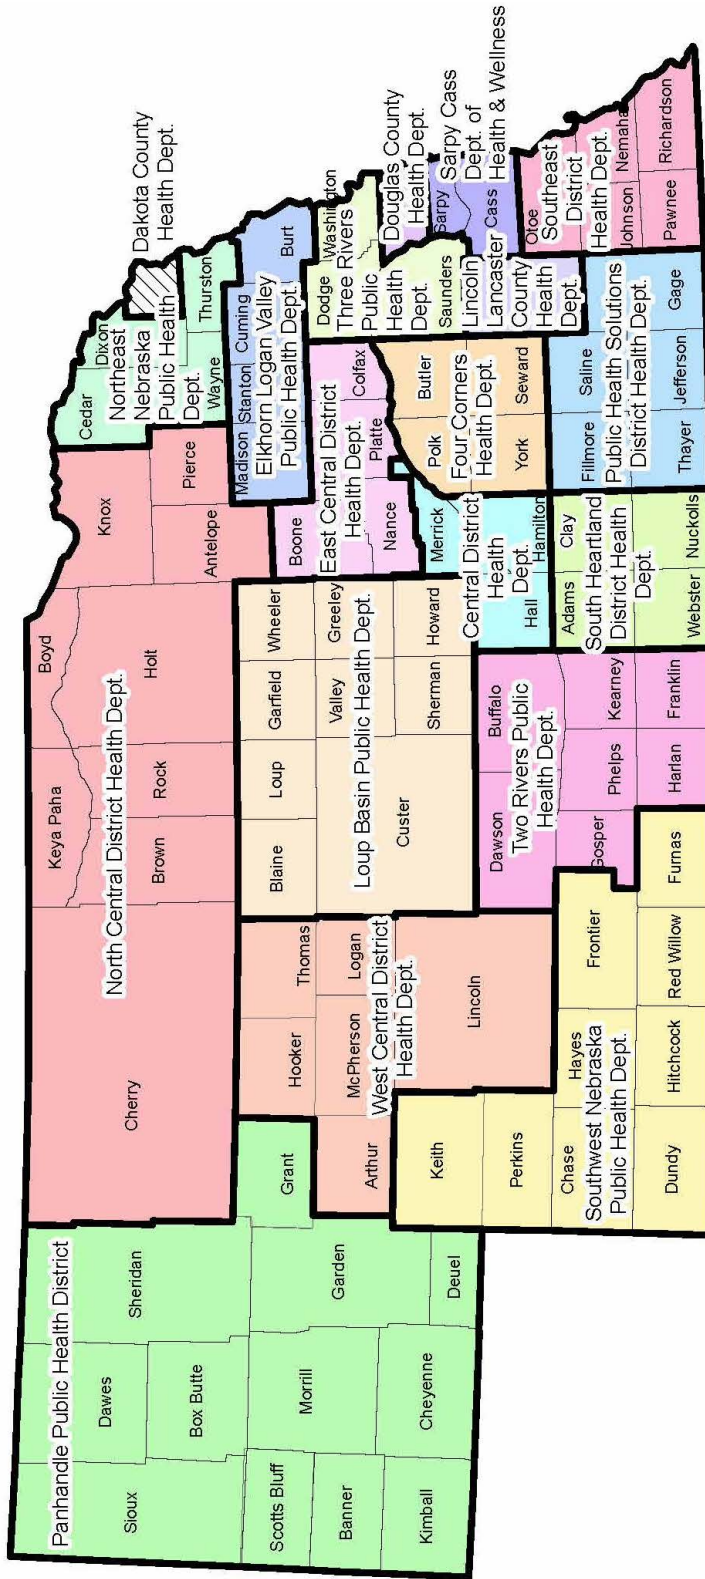 Panhandle Public Health District
Sioux
Dawes
Sheridan
Box Butte
Scotts Bluff
Banner
Kimball
Morrill
Cheyenne
Garden
Deuel
Grant
North Central District Health Dept.
Cherry
Keya Paha
Brown
Rock
Boyd
Holt
Knox
Antelope
Pierce
West Central District
Health Dept.
Hooker
Thomas
Arthur
McPherson
Logan
Lincoln
Southwest Nebraska
Public Health Dept.
Keith
Perkins
Chase
Hayes
Frontier
Dundy
Hitchcock
Red Willow
Furnas
Loup Basin Public Health Dept.
Blaine
Loup
Garfield
Wheeler
Custer
Valley
Greeley
Sherman
Howard
Two Rivers Public
Health Dept.
Dawson
Buffalo
Gosper
Phelps
Kearney
Harlan
Franklin
Northeast
Nebraska
Public Health
Dept.
Cedar
Dixon
Wayne
Thurston
Dakota County
Health Dept.
Elkhorn Logan Valley
Public Health Dept.
Madison
Stanton
Cuming
Burt
East Central District
Health Dept.
Boone
Nance
Platte
Colfax
Central District
Health
Dept.
Merrick
Hall
Hamilton
South Heartland
District Health
Dept.
Adams
Clay
Webster
Nuckolls
Four Corners
Health Dept.
Polk
Butler
York
Seward
Public Health Solutions
District Health Dept.
Fillmore
Saline
Thayer
Jefferson
Gage
Three Rivers
Public
Health
Dept.
Dodge
Washington
Saunders
Douglas County
Health Dept.
Sarpy Cass
Dept. of
Health & Wellness
Sarpy
Cass
Lincoln
Lancaster
County
Health
Dept.
Southeast
District
Health Dept.
Otoe
Johnson
Nemaha
Pawnee
Richardson